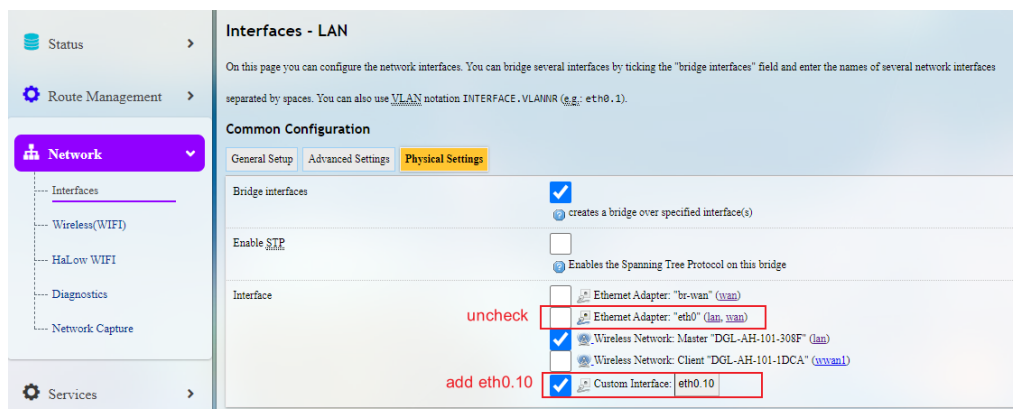 Status
Route Management
Network
Interfaces
Wireless(WIFI)
HaLow WIFI
Diagnostics
Network Capture
Services
Interfaces - LAN
On this page you can configure the network interfaces. You can bridge several interfaces by ticking the "bridge interfaces" field and enter the names of several network interfaces
separated by spaces. You can also use VLAN notation INTERFACE.VLANNR (e.g.: eth0.1).
Common Configuration
General Setup Advanced Settings Physical Settings
Bridge interfaces
creates a bridge over specified interface(s)
Enable STP
Enables the Spanning Tree Protocol on this bridge
Interface
Ethernet Adapter: "br-wan" (wan)
uncheck Ethernet Adapter: "eth0" (lan, wan)
Wireless Network: Master "DGL-AH-101-308F" (lan)
Wireless Network: Client "DGL-AH-101-1DCA" (wwan1)
add eth0.10 Custom Interface: eth0.10